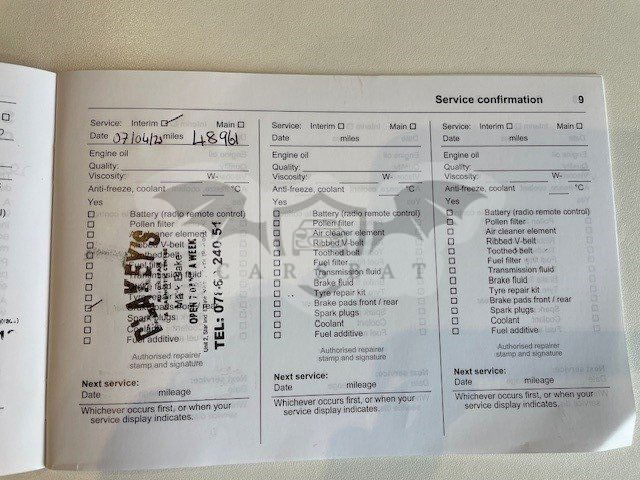 Service confirmation 9
Service: Interim Main
Date 07/04/2 miles 48961
Engine oil
Quality:
Viscosity: W-
Anti-freeze, coolant °C
Yes
Battery (radio remote control)
Pollen filter
Air cleaner element
Ribbed V-belt
Toothed belt
Fuel filter
Transmission fluid
Brake fluid
Tyre repair kit
Brake pads front / rear
Spark plugs
Coolant
Fuel additive
OPEN 7 DAYS A WEEK
Authorised repairer
stamp and signature
Next service:
Date mileage
Whichever occurs first, or when your
service display indicates.
Service: Interim Main
Date miles
Engine oil
Quality:
Viscosity: W-
Anti-freeze, coolant °C
Yes
Battery (radio remote control)
Pollen filter
Air cleaner element
Ribbed V-belt
Toothed belt
Fuel filter
Transmission fluid
Brake fluid
Tyre repair kit
Brake pads front / rear
Spark plugs
Coolant
Fuel additive
Authorised repairer
stamp and signature
Next service:
Date mileage
Whichever occurs first, or when your
service display indicates.
Service: Interim Main
Date miles
Engine oil
Quality:
Viscosity: W-
Anti-freeze, coolant °C
Yes
Battery (radio remote control)
Pollen filter
Air cleaner element
Ribbed V-belt
Toothed belt
Fuel filter
Transmission fluid
Brake fluid
Tyre repair kit
Brake pads front / rear
Spark plugs
Coolant
Fuel additive
Authorised repairer
stamp and signature
Next service:
Date mileage
Whichever occurs first, or when your
service display indicates.